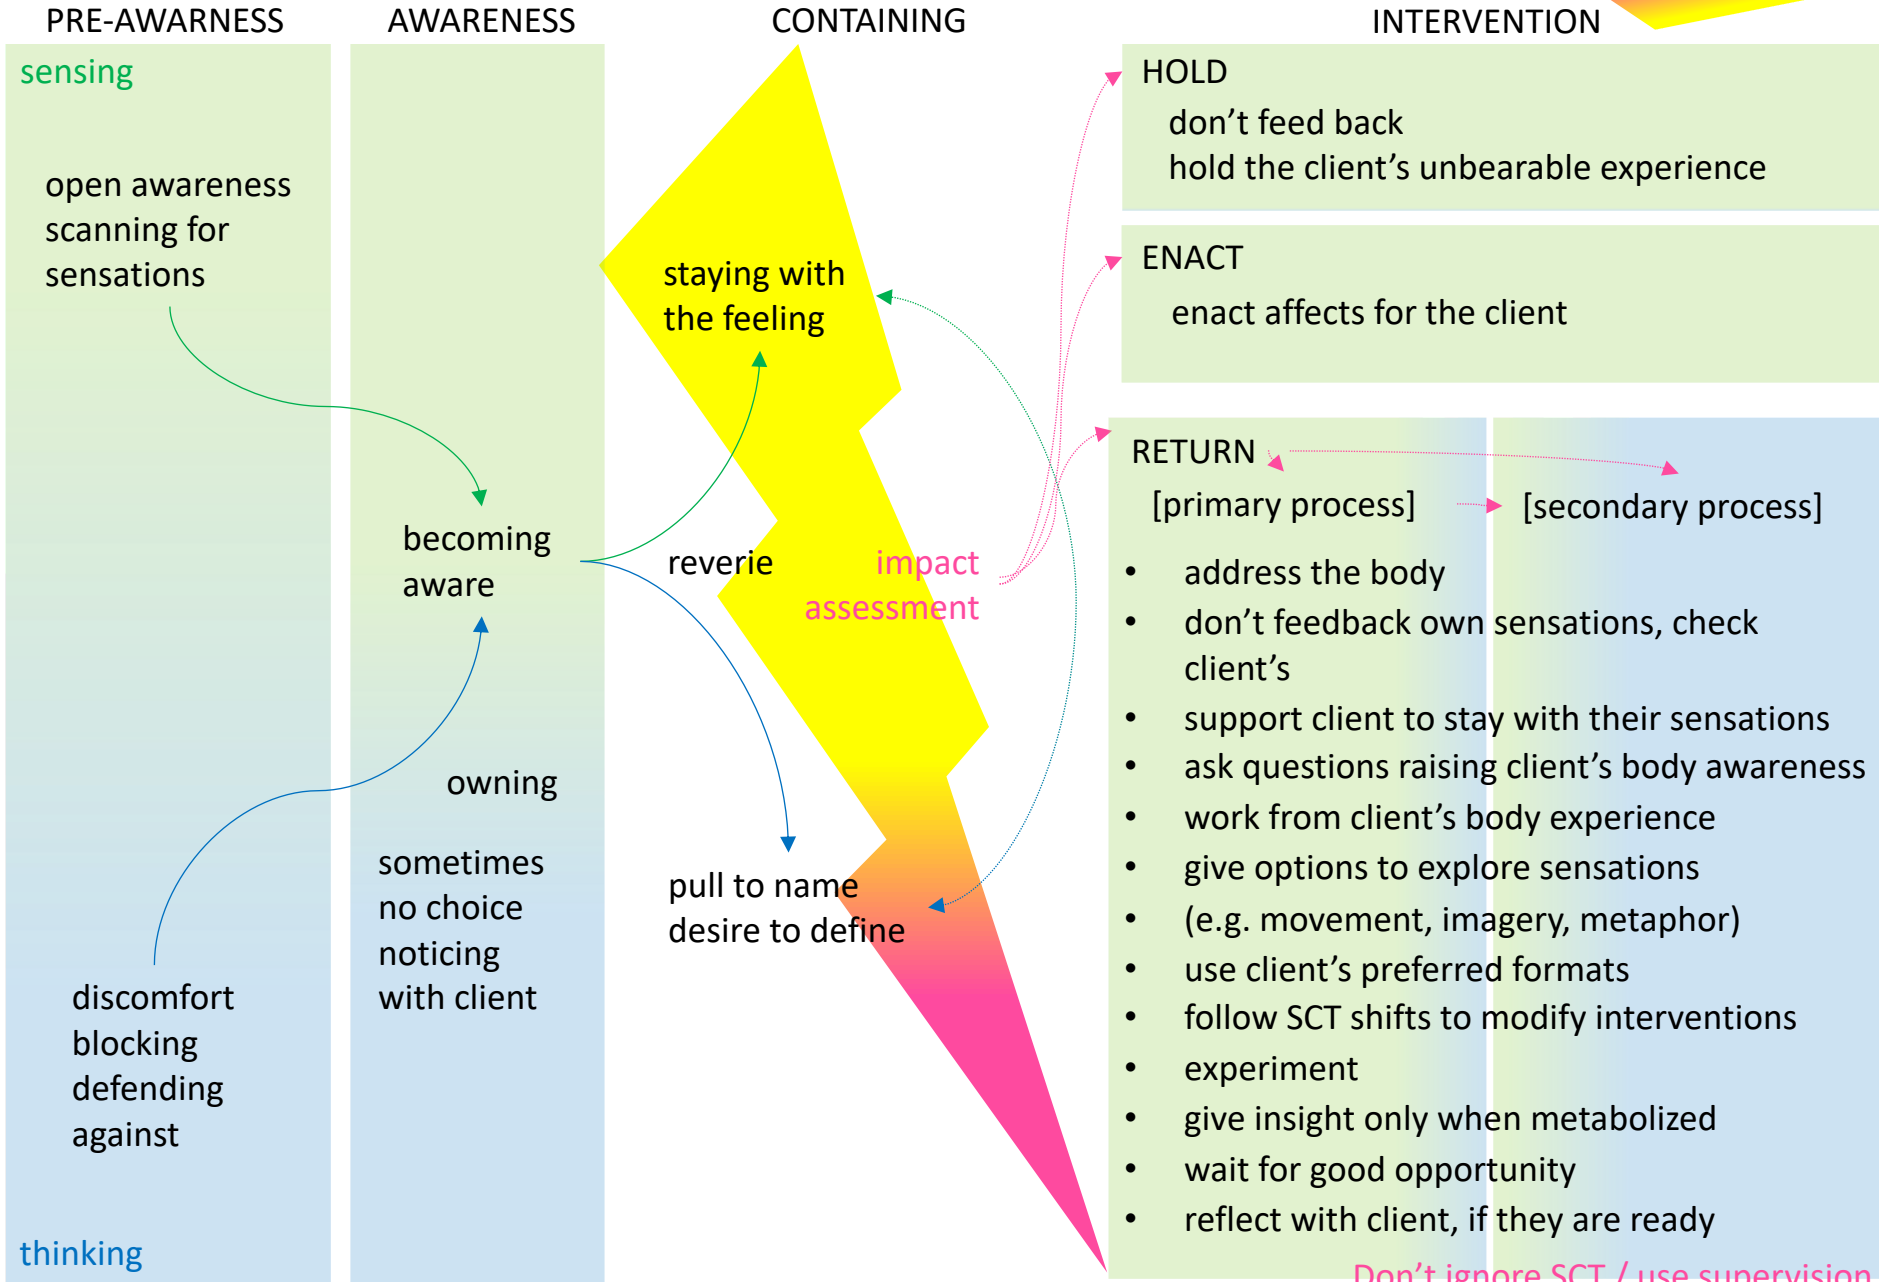 PRE-AWARNESS
AWARENESS
CONTAINING
INTERVENTION
sensing
open awareness
scanning for
sensations
discomfort
blocking
defending
against
thinking
becoming
aware
owning
sometimes
no choice
noticing
with client
staying with
the feeling
reverie
impact
assessment
pull to name
desire to define
HOLD
don’t feed back
hold the client’s unbearable experience
ENACT
enact affects for the client
RETURN
[primary process]
[secondary process]
• address the body
• don’t feedback own sensations, check
client’s
• support client to stay with their sensations
• ask questions raising client’s body awareness
• work from client’s body experience
• give options to explore sensations
• (e.g. movement, imagery, metaphor)
• use client’s preferred formats
• follow SCT shifts to modify interventions
• experiment
• give insight only when metabolized
• wait for good opportunity
• reflect with client, if they are ready
Don’t ignore SCT / use supervision